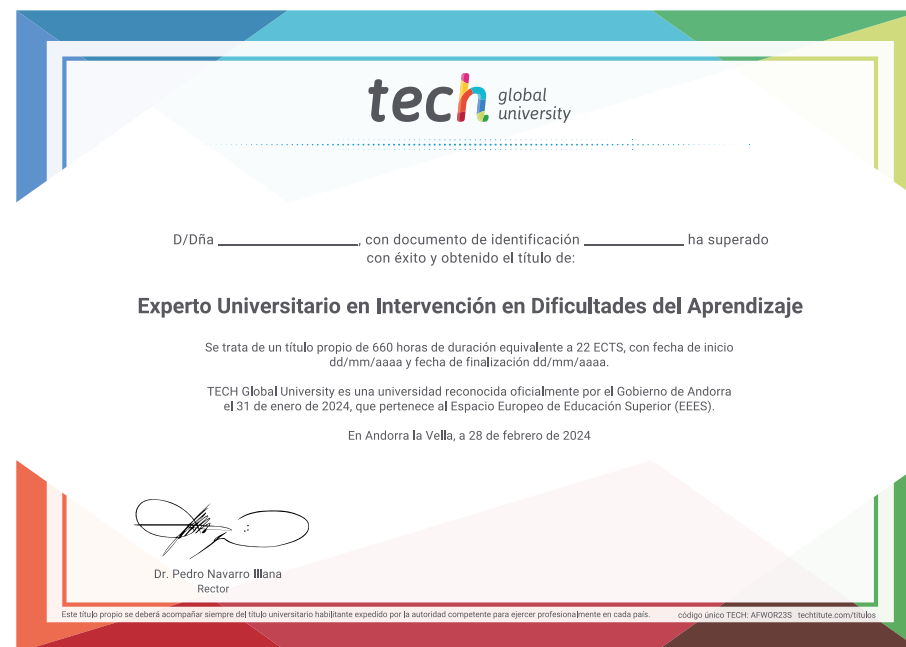 tech global university
D/Dña ____________________, con documento de identificación ______________ ha superado
con éxito y obtenido el título de:
Experto Universitario en Intervención en Dificultades del Aprendizaje
Se trata de un título propio de 660 horas de duración equivalente a 22 ECTS, con fecha de inicio
dd/mm/aaaa y fecha de finalización dd/mm/aaaa.
TECH Global University es una universidad reconocida oficialmente por el Gobierno de Andorra
el 31 de enero de 2024, que pertenece al Espacio Europeo de Educación Superior (EEES).
En Andorra la Vella, a 28 de febrero de 2024
Dr. Pedro Navarro Illana
Rector
Este título propio se deberá acompañar siempre del título universitario habilitante expedido por la autoridad competente para ejercer profesionalmente en cada país. código único TECH: AFWOR23S techtitute.com/titulos